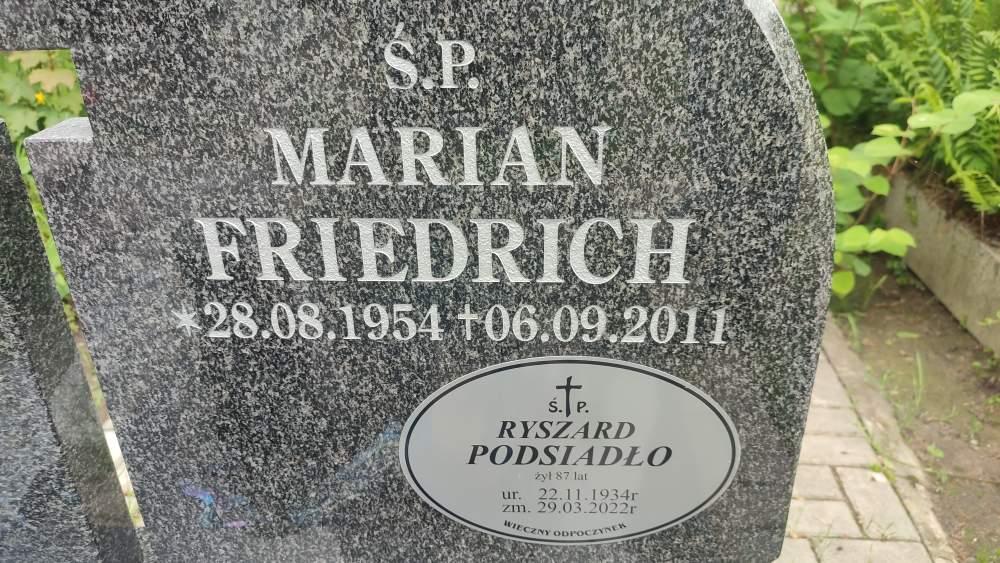 Ś.P.
MARIAN
FRIEDRICH
*28.08.1954 †06.09.2011
Ś. P.
RYSZARD
PODSIADŁO
żył 87 lat
ur. 22.11.1934r
zm. 29.03.2022r
WIECZNY ODPOCZYNEK